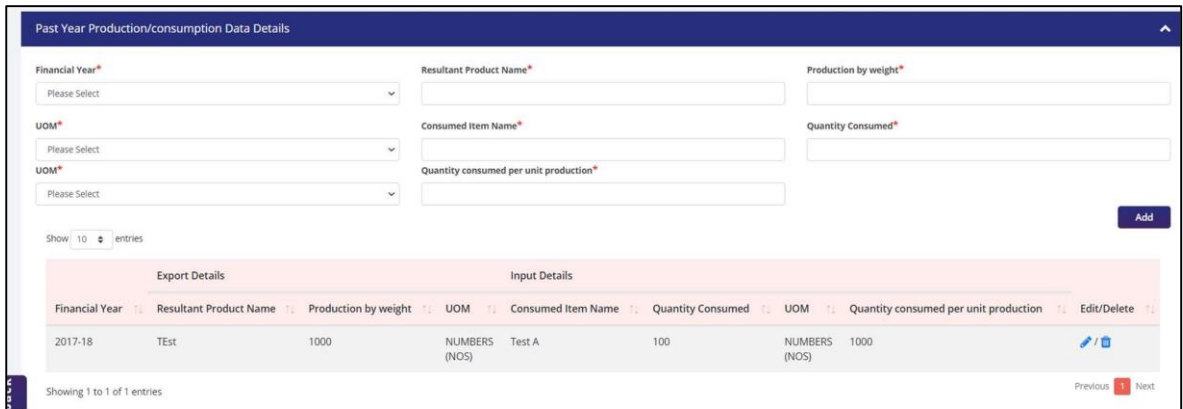 Past Year Production/consumption Data Details
Financial Year* Resultant Product Name* Production by weight*
Please Select
UOM* Consumed Item Name* Quantity Consumed*
Please Select
UOM* Quantity consumed per unit production*
Please Select
Add
Show 10 entries
Export Details Input Details
Financial Year Resultant Product Name Production by weight UOM Consumed Item Name Quantity Consumed UOM Quantity consumed per unit production Edit/Delete
2017-18 TEst 1000 NUMBERS Test A 100 NUMBERS 1000 /
(NOS) (NOS)
Showing 1 to 1 of 1 entries Previous 1 Next